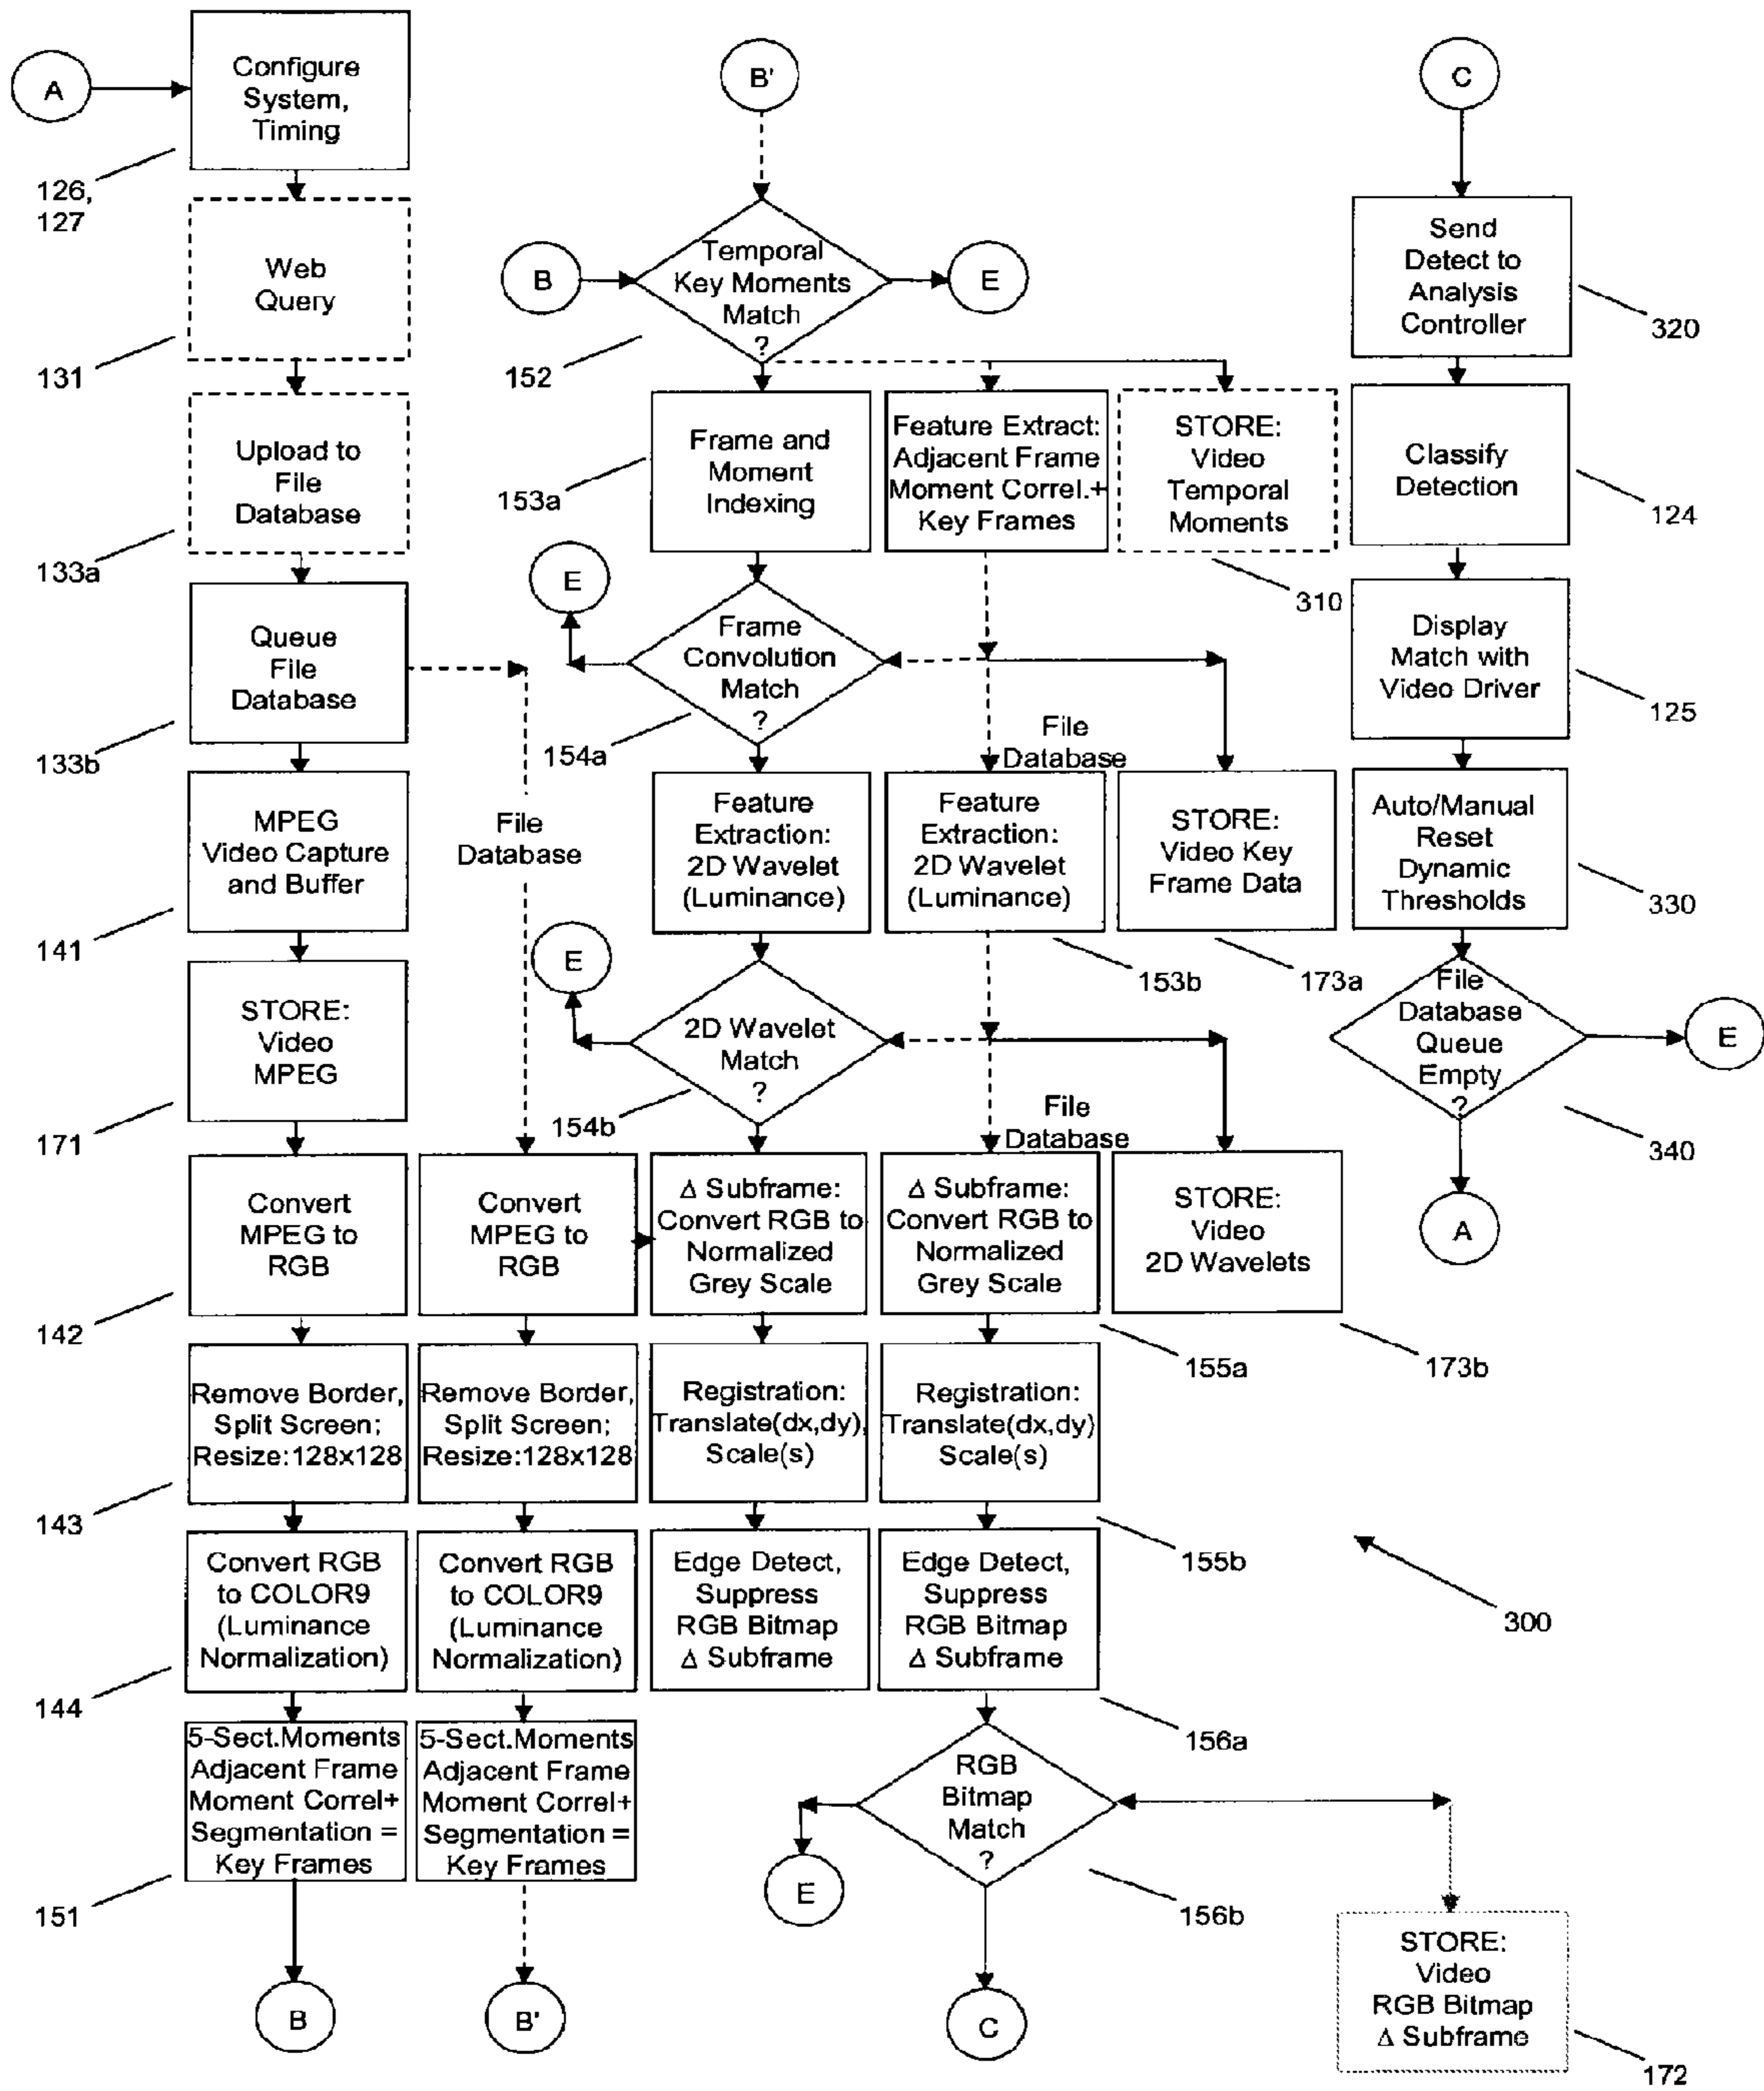 A
Configure
System,
Timing
126,
127
Web
Query
131
Upload to
File
Database
133a
Queue
File
Database
133b
MPEG
Video Capture
and Buffer
141
STORE:
Video
MPEG
171
Convert
MPEG to
RGB
142
Remove Border,
Split Screen;
Resize:128x128
143
Convert RGB
to COLOR9
(Luminance
Normalization)
144
5-Sect.Moments
Adjacent Frame
Moment Correl+
Segmentation =
Key Frames
151
B
File
Database
Convert
MPEG to
RGB
Remove Border,
Split Screen;
Resize:128x128
Convert RGB
to COLOR9
(Luminance
Normalization)
5-Sect.Moments
Adjacent Frame
Moment Correl+
Segmentation =
Key Frames
B'
B'
B
Temporal
Key Moments
Match
?
E
152
Frame and
Moment
Indexing
153a
E
Frame
Convolution
Match
?
154a
Feature
Extraction:
2D Wavelet
(Luminance)
E
2D Wavelet
Match
?
154b
Δ Subframe:
Convert RGB to
Normalized
Grey Scale
Registration:
Translate(dx,dy),
Scale(s)
Edge Detect,
Suppress
RGB Bitmap
Δ Subframe
Feature Extract:
Adjacent Frame
Moment Correl.+
Key Frames
File
Database
Feature
Extraction:
2D Wavelet
(Luminance)
153b
File
Database
Δ Subframe:
Convert RGB to
Normalized
Grey Scale
155a
Registration:
Translate(dx,dy)
Scale(s)
155b
Edge Detect,
Suppress
RGB Bitmap
Δ Subframe
156a
RGB
Bitmap
Match
?
156b
E
C
STORE:
Video
Temporal
Moments
310
STORE:
Video Key
Frame Data
173a
STORE:
Video
2D Wavelets
173b
STORE:
Video
RGB Bitmap
Δ Subframe
172
C
Send
Detect to
Analysis
Controller
320
Classify
Detection
124
Display
Match with
Video Driver
125
Auto/Manual
Reset
Dynamic
Thresholds
330
File
Database
Queue
Empty
?
E
340
A
300